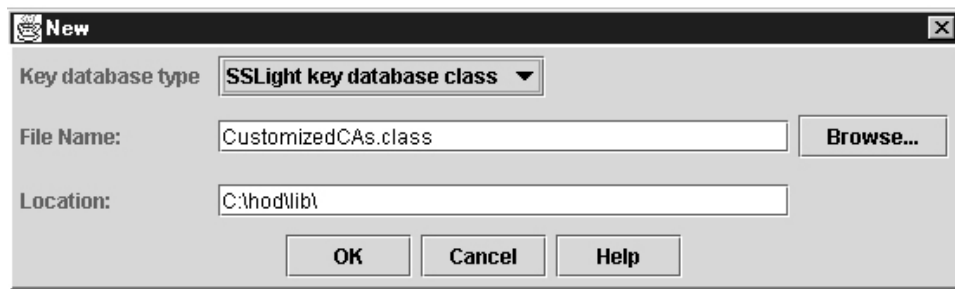 New
Key database type SSLight key database class
File Name: CustomizedCAs.class Browse...
Location: C:\hod\lib\
OK Cancel Help